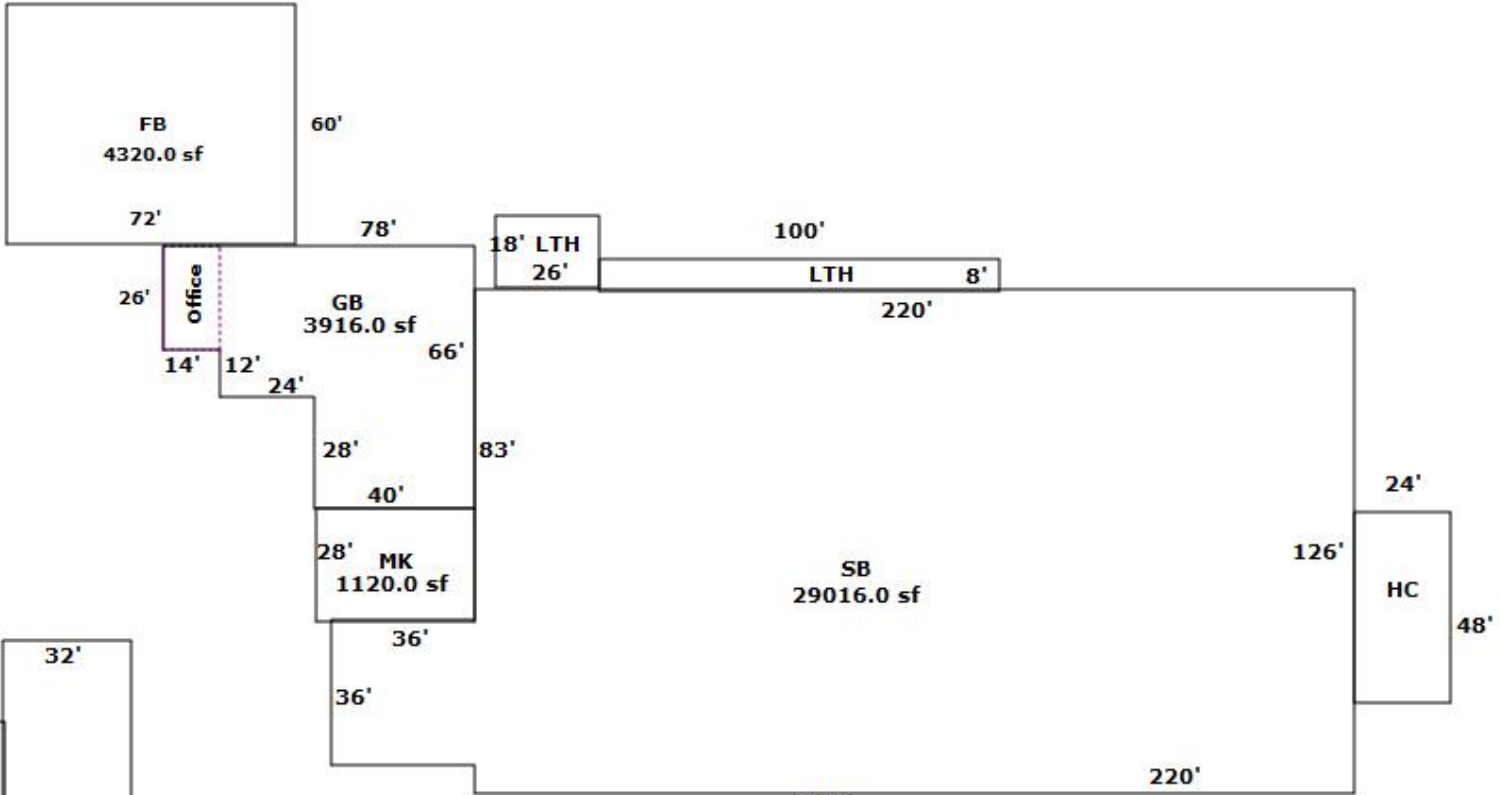 FB
4320.0 sf
60'
72'
78'
18' LTH
26'
100'
LTH
8'
220'
26'
Office
GB
3916.0 sf
66'
14'
12'
24'
28'
83'
40'
28'
MK
1120.0 sf
36'
36'
SB
29016.0 sf
126'
24'
HC
48'
32'
220'